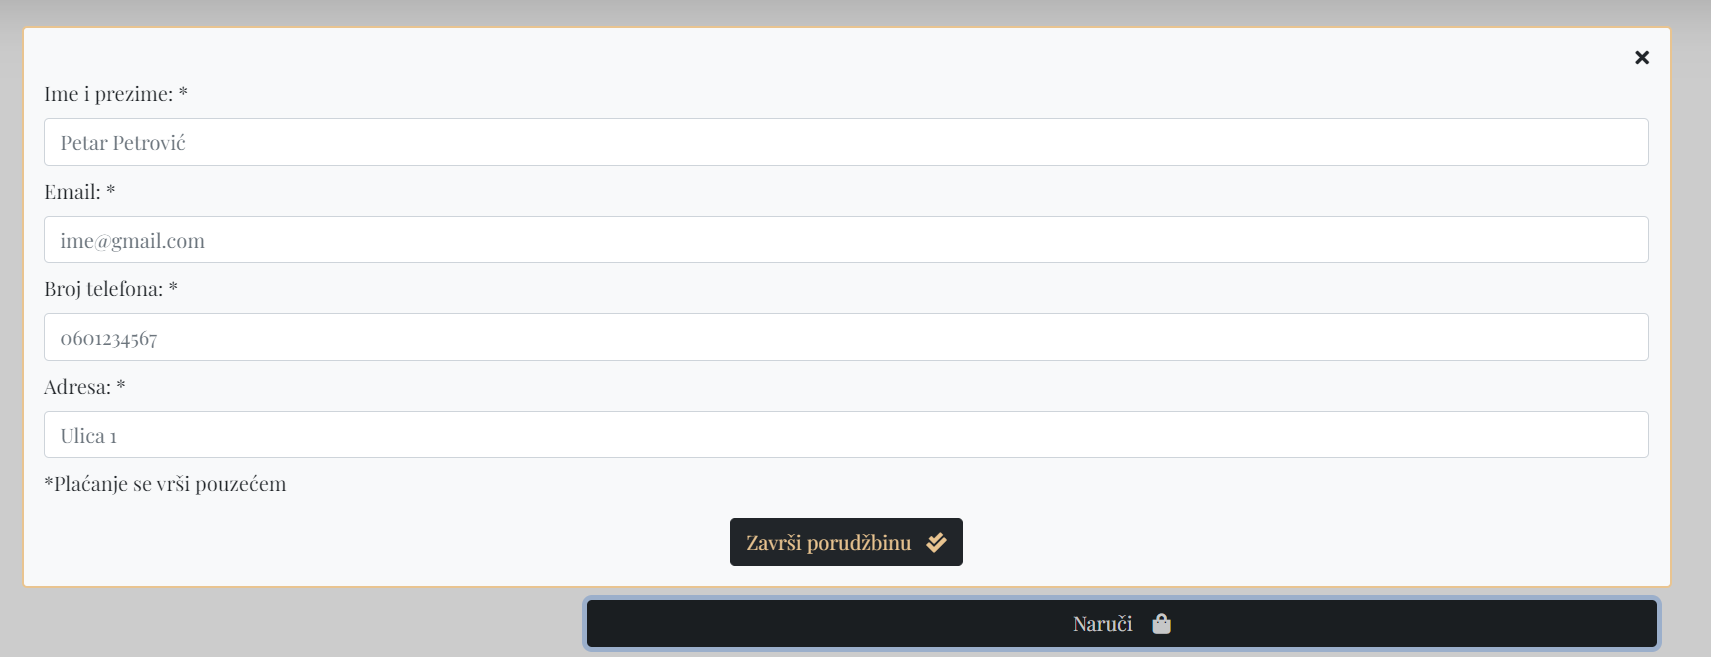 Ime i prezime: *
Petar Petrović
Email: *
ime@gmail.com
Broj telefona: *
0601234567
Adresa: *
Ulica 1
*Plaćanje se vrši pouzećem
Završi porudžbinu
Naruči